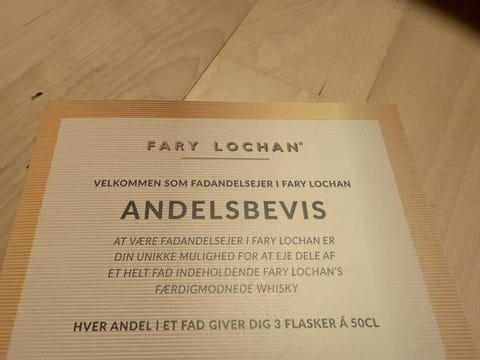 FARY LOCHAN®
VELKOMMEN SOM FADANDELSEJER I FARY LOCHAN
ANDELSBEVIS
AT VÆRE FADANDELSEJER I FARY LOCHAN ER
DIN UNIKKE MULIGHED FOR AT EJE DELE AF
ET HELT FAD INDEHOLDENDE FARY LOCHAN'S
FÆRDIGMODNEDE WHISKY
HVER ANDEL I ET FAD GIVER DIG 3 FLASKER Á 50CL